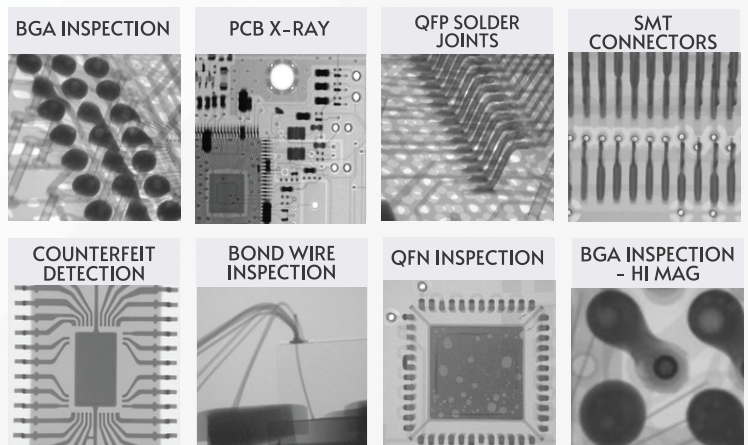 BGA INSPECTION
PCB X-RAY
QFP SOLDER
JOINTS
SMT
CONNECTORS
COUNTERFEIT
DETECTION
BOND WIRE
INSPECTION
QFN INSPECTION
BGA INSPECTION
- HI MAG